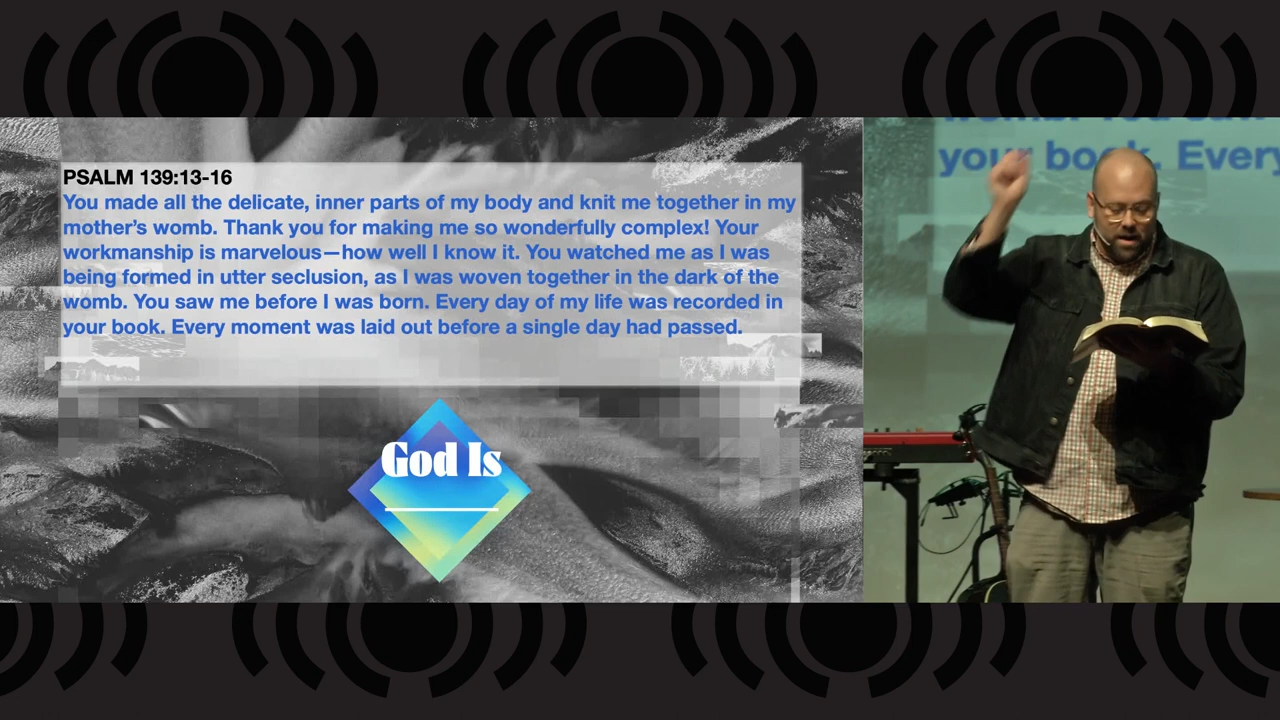 PSALM 139:13-16
You made all the delicate, inner parts of my body and knit me together in my
mother’s womb. Thank you for making me so wonderfully complex! Your
workmanship is marvelous—how well I know it. You watched me as I was
being formed in utter seclusion, as I was woven together in the dark of the
womb. You saw me before I was born. Every day of my life was recorded in
your book. Every moment was laid out before a single day had passed.
God Is
your book. Every